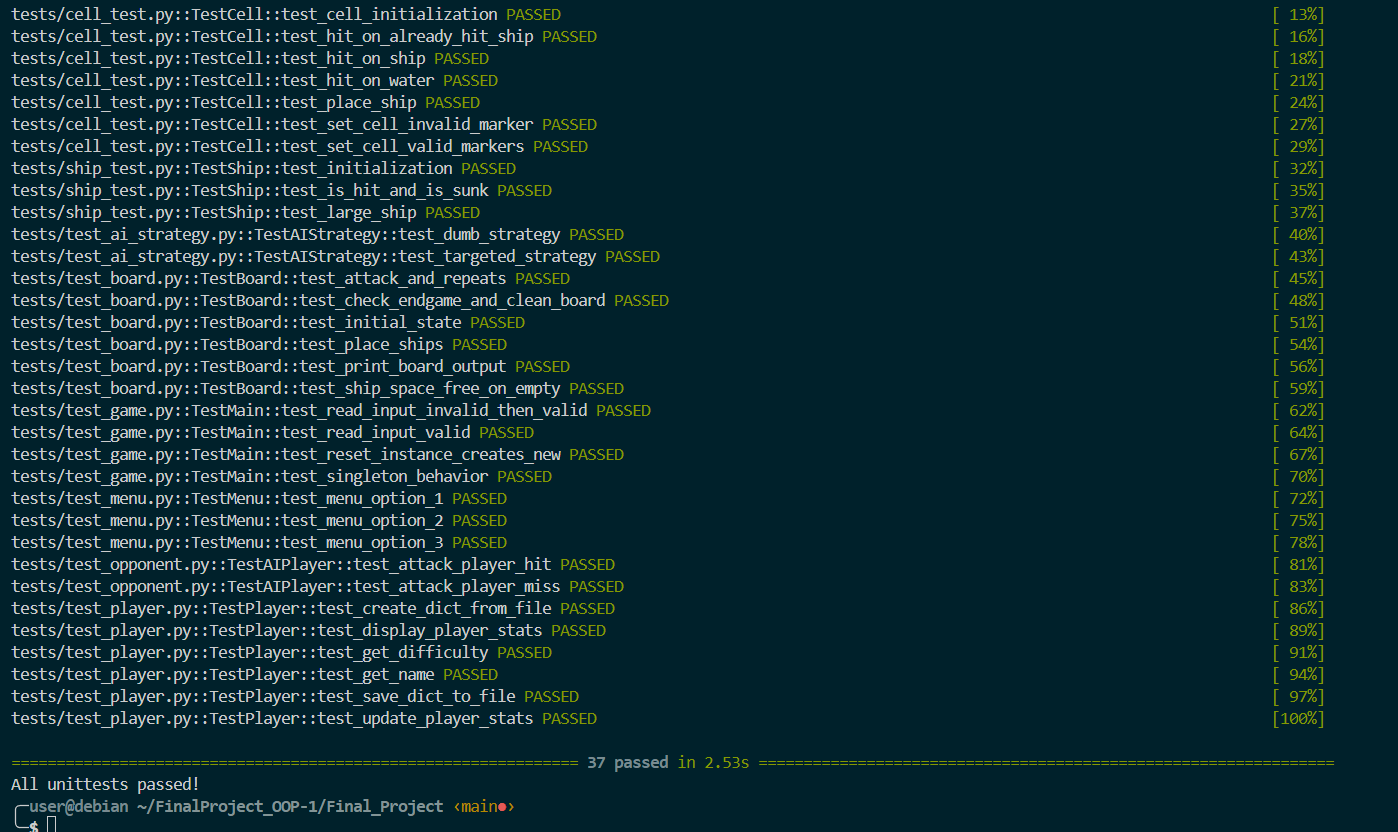 tests/cell_test.py::TestCell::test_cell_initialization PASSED [ 13%]
tests/cell_test.py::TestCell::test_hit_on_already_hit_ship PASSED [ 16%]
tests/cell_test.py::TestCell::test_hit_on_ship PASSED [ 18%]
tests/cell_test.py::TestCell::test_hit_on_water PASSED [ 21%]
tests/cell_test.py::TestCell::test_place_ship PASSED [ 24%]
tests/cell_test.py::TestCell::test_set_cell_invalid_marker PASSED [ 27%]
tests/cell_test.py::TestCell::test_set_cell_valid_markers PASSED [ 29%]
tests/ship_test.py::TestShip::test_initialization PASSED [ 32%]
tests/ship_test.py::TestShip::test_is_hit_and_is_sunk PASSED [ 35%]
tests/ship_test.py::TestShip::test_large_ship PASSED [ 37%]
tests/test_ai_strategy.py::TestAIStrategy::test_dumb_strategy PASSED [ 40%]
tests/test_ai_strategy.py::TestAIStrategy::test_targeted_strategy PASSED [ 43%]
tests/test_board.py::TestBoard::test_attack_and_repeats PASSED [ 45%]
tests/test_board.py::TestBoard::test_check_endgame_and_clean_board PASSED [ 48%]
tests/test_board.py::TestBoard::test_initial_state PASSED [ 51%]
tests/test_board.py::TestBoard::test_place_ships PASSED [ 54%]
tests/test_board.py::TestBoard::test_print_board_output PASSED [ 56%]
tests/test_board.py::TestBoard::test_ship_space_free_on_empty PASSED [ 59%]
tests/test_game.py::TestMain::test_read_input_invalid_then_valid PASSED [ 62%]
tests/test_game.py::TestMain::test_read_input_valid PASSED [ 64%]
tests/test_game.py::TestMain::test_reset_instance_creates_new PASSED [ 67%]
tests/test_game.py::TestMain::test_singleton_behavior PASSED [ 70%]
tests/test_menu.py::TestMenu::test_menu_option_1 PASSED [ 72%]
tests/test_menu.py::TestMenu::test_menu_option_2 PASSED [ 75%]
tests/test_menu.py::TestMenu::test_menu_option_3 PASSED [ 78%]
tests/test_opponent.py::TestAIPlayer::test_attack_player_hit PASSED [ 81%]
tests/test_opponent.py::TestAIPlayer::test_attack_player_miss PASSED [ 83%]
tests/test_player.py::TestPlayer::test_create_dict_from_file PASSED [ 86%]
tests/test_player.py::TestPlayer::test_display_player_stats PASSED [ 89%]
tests/test_player.py::TestPlayer::test_get_difficulty PASSED [ 91%]
tests/test_player.py::TestPlayer::test_get_name PASSED [ 94%]
tests/test_player.py::TestPlayer::test_save_dict_to_file PASSED [ 97%]
tests/test_player.py::TestPlayer::test_update_player_stats PASSED [100%]
=============================================================== 37 passed in 2.53s ================================================================
All unittests passed!
╭─user@debian ~/FinalProject_OOP-1/Final_Project ‹main●›
╰─$